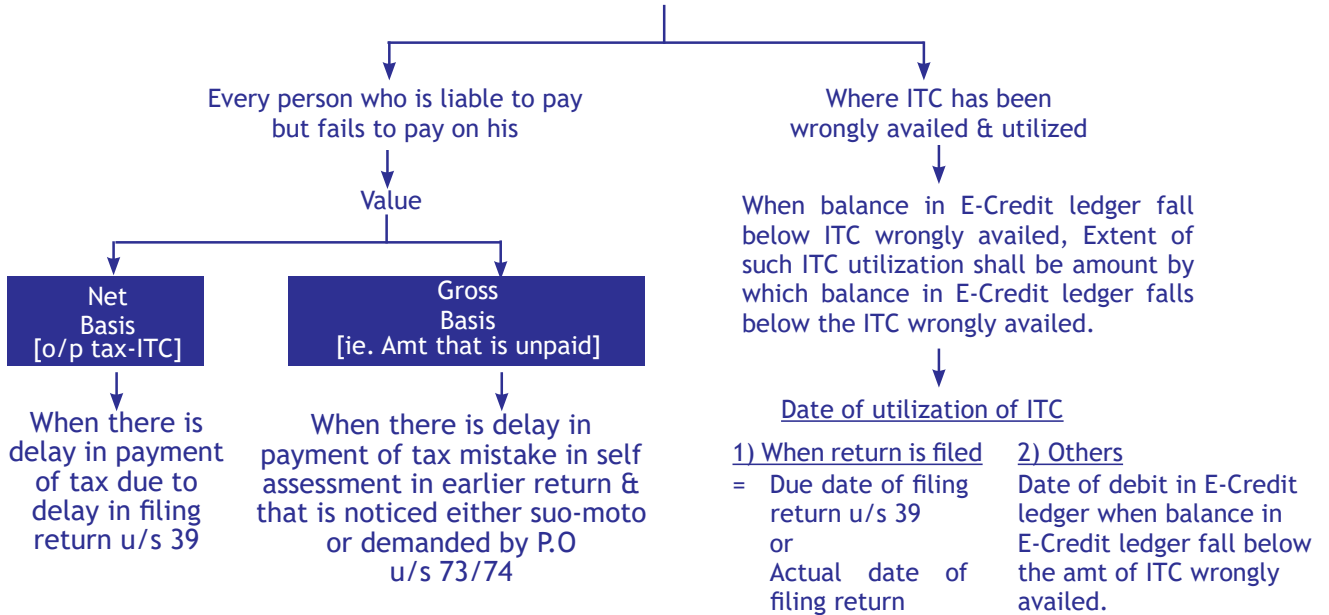 Every person who is liable to pay
but fails to pay on his
Value
Net
Basis
[o/p tax-ITC]
When there is
delay in payment
of tax due to
delay in filing
return u/s 39
Gross
Basis
[ie. Amt that is unpaid]
When there is delay in
payment of tax mistake in self
assessment in earlier return &
that is noticed either suo-moto
or demanded by P.O
u/s 73/74
Where ITC has been
wrongly availed & utilized
When balance in E-Credit ledger fall
below ITC wrongly availed, Extent of
such ITC utilization shall be amount by
which balance in E-Credit ledger falls
below the ITC wrongly availed.
Date of utilization of ITC
1) When return is filed
= Due date of filing
return u/s 39
or
Actual date of
filing return
2) Others
Date of debit in E-Credit
ledger when balance in
E-Credit ledger fall below
the amt of ITC wrongly
availed.